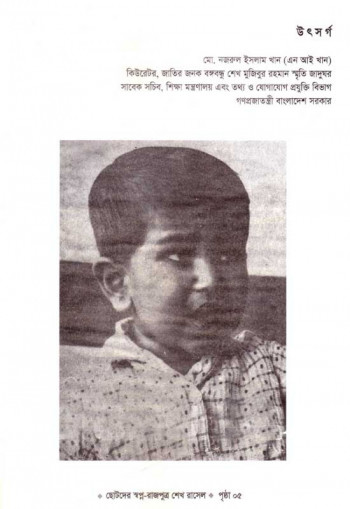 উৎসর্গ
মো. নজরুল ইসলাম খান (এন আই খান)
কিউরেটর, জাতির জনক বঙ্গবন্ধু শেখ মুজিবুর রহমান স্মৃতি জাদুঘর
সাবেক সচিব, শিক্ষা মন্ত্রণালয় এবং তথ্য ও যোগাযোগ প্রযুক্তি বিভাগ
গণপ্রজাতন্ত্রী বাংলাদেশ সরকার
✦ ছোটদের স্বপ্ন-রাজপুত্র শেখ রাসেল ✦ পৃষ্ঠা ০৫